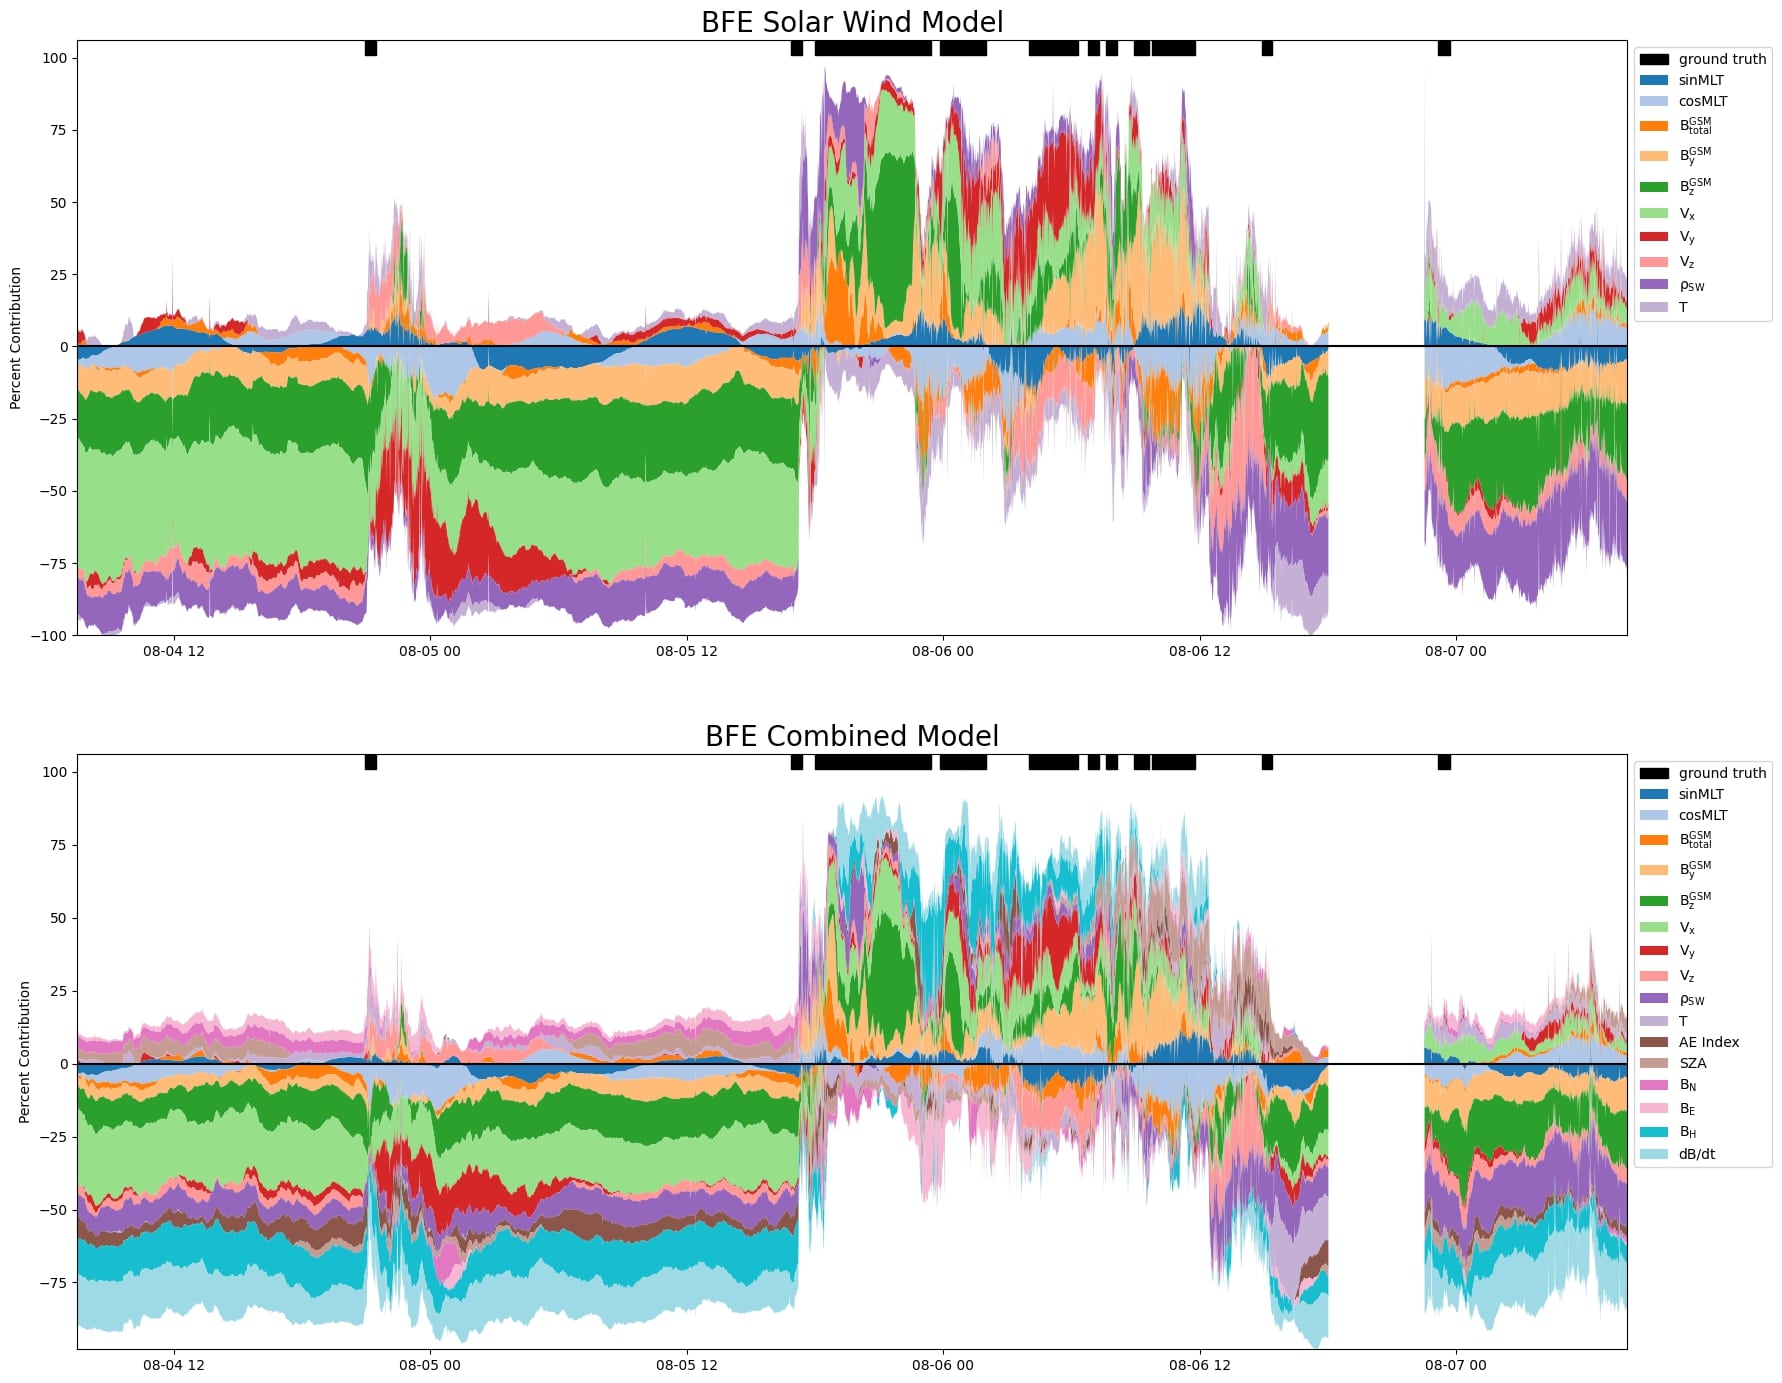 BFE Solar Wind Model
100
75
50
25
0
−25
−50
−75
−100
Percent Contribution
08-04 12
08-05 00
08-05 12
08-06 00
08-06 12
08-07 00
ground truth
sinMLT
cosMLT
B_total^GSM
B_y^GSM
B_z^GSM
V_x
V_y
V_z
ρ_SW
T
BFE Combined Model
100
75
50
25
0
−25
−50
−75
Percent Contribution
08-04 12
08-05 00
08-05 12
08-06 00
08-06 12
08-07 00
ground truth
sinMLT
cosMLT
B_total^GSM
B_y^GSM
B_z^GSM
V_x
V_y
V_z
ρ_SW
T
AE Index
SZA
B_N
B_E
B_H
dB/dt